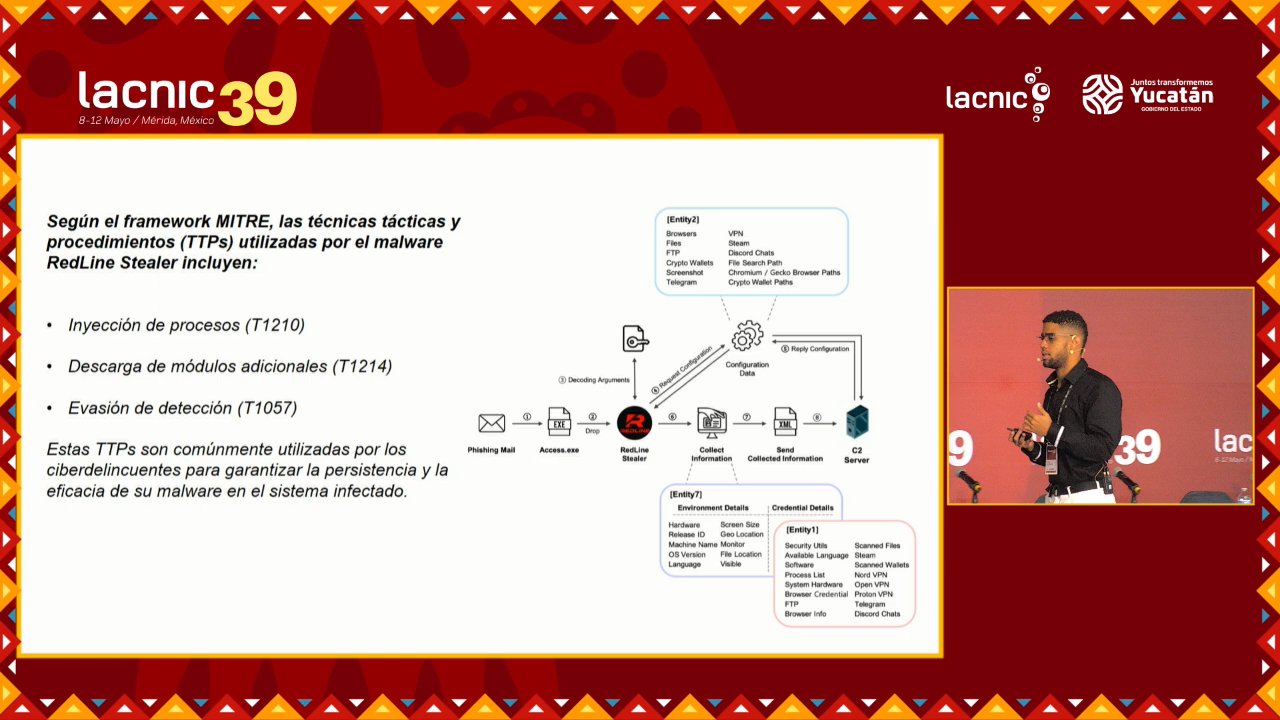 lacnic39
8-12 Mayo / Mérida, México
lacnic
Juntos transformemos
Yucatán
GOBIERNO DEL ESTADO
Según el framework MITRE, las técnicas tácticas y
procedimientos (TTPs) utilizadas por el malware
RedLine Stealer incluyen:
• Inyección de procesos (T1210)
• Descarga de módulos adicionales (T1214)
• Evasión de detección (T1057)
Estas TTPs son comúnmente utilizadas por los
ciberdelincuentes para garantizar la persistencia y la
eficacia de su malware en el sistema infectado.
[Entity2]
Browsers VPN
Files Steam
FTP Discord Chats
Crypto Wallets File Search Path
Screenshot Chromium / Gecko Browser Paths
Telegram Crypto Wallet Paths
④ Request Configuration
⑤ Reply Configuration
Configuration
Data
③ Decoding Arguments
①
②
Drop
⑥
⑦
⑧
EXE
REDLINE
XML
Phishing Mail
Access.exe
RedLine
Stealer
Collect
Information
Send
Collected Information
C2
Server
[Entity7]
Environment Details Credential Details
Hardware Screen Size
Release ID Geo Location
Machine Name Monitor
OS Version File Location
Language Visible
[Entity1]
Security Utils Scanned Files
Available Language Steam
Software Scanned Wallets
Process List Nord VPN
System Hardware Open VPN
Browser Credential Proton VPN
FTP Telegram
Browser Info Discord Chats
9
39
lac